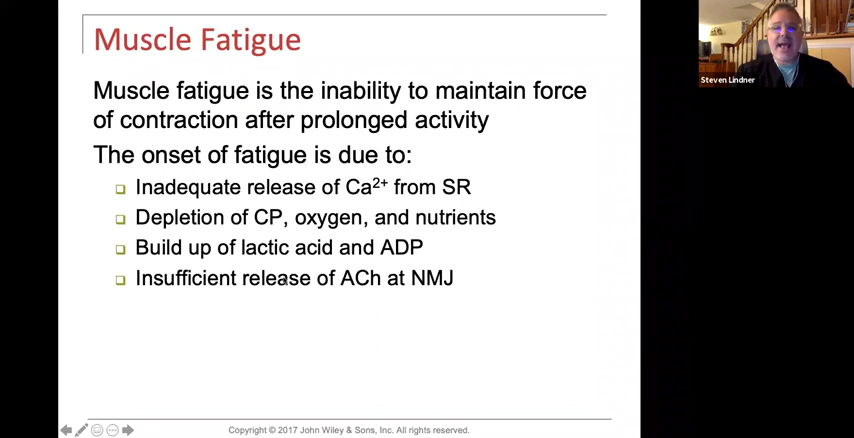 Muscle Fatigue
Steven Lindner
Muscle fatigue is the inability to maintain force
of contraction after prolonged activity
The onset of fatigue is due to:
Inadequate release of Ca²⁺ from SR
Depletion of CP, oxygen, and nutrients
Build up of lactic acid and ADP
Insufficient release of ACh at NMJ
Copyright © 2017 John Wiley & Sons, Inc. All rights reserved.